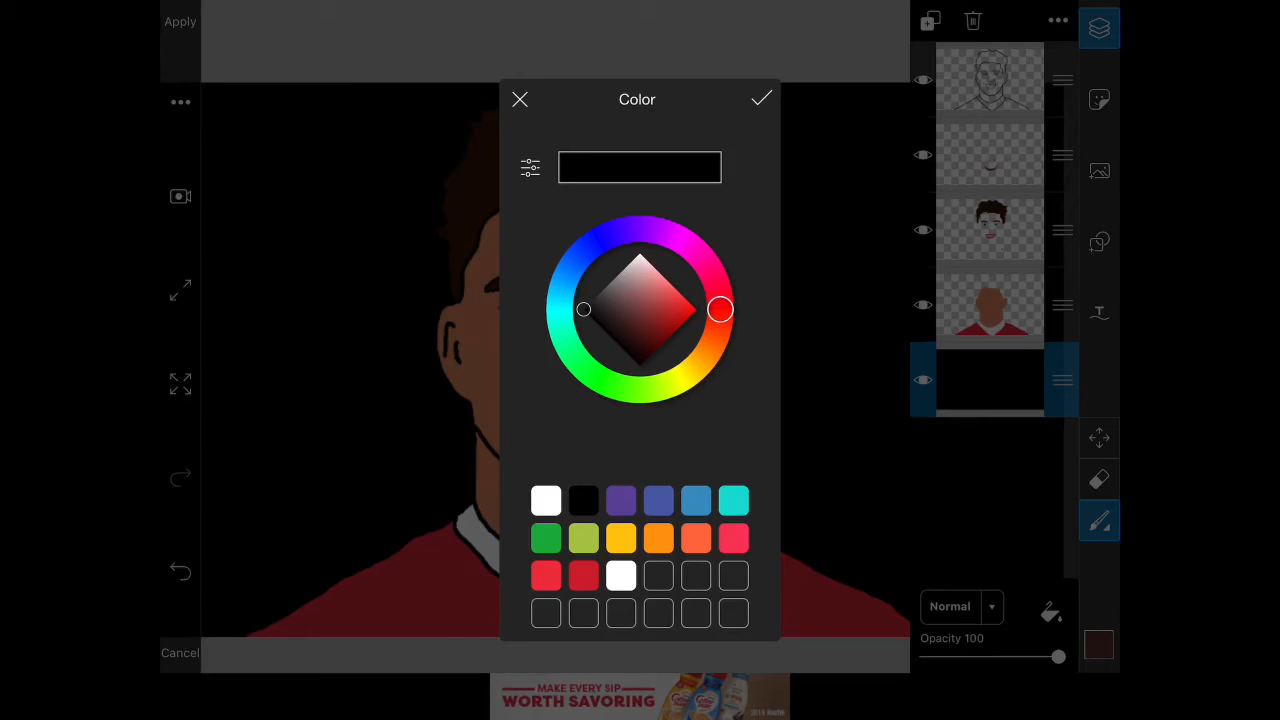 Apply
Color
Normal
Opacity 100
Cancel
MAKE EVERY SIP
WORTH SAVORING